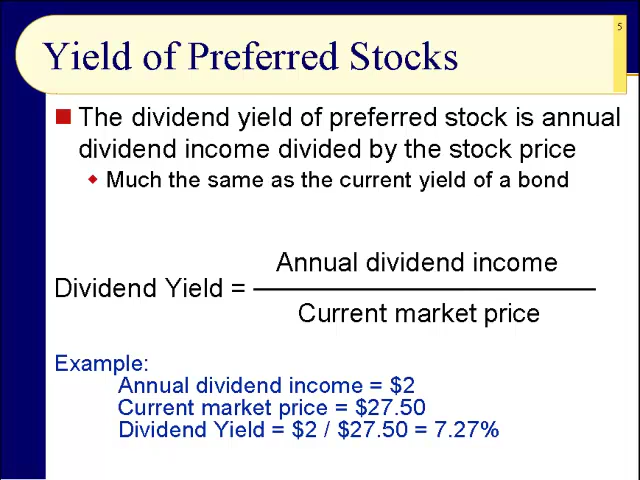 5
Yield of Preferred Stocks
The dividend yield of preferred stock is annual
dividend income divided by the stock price
Much the same as the current yield of a bond
Annual dividend income
Dividend Yield =
Current market price
Example:
Annual dividend income = $2
Current market price = $27.50
Dividend Yield = $2 / $27.50 = 7.27%